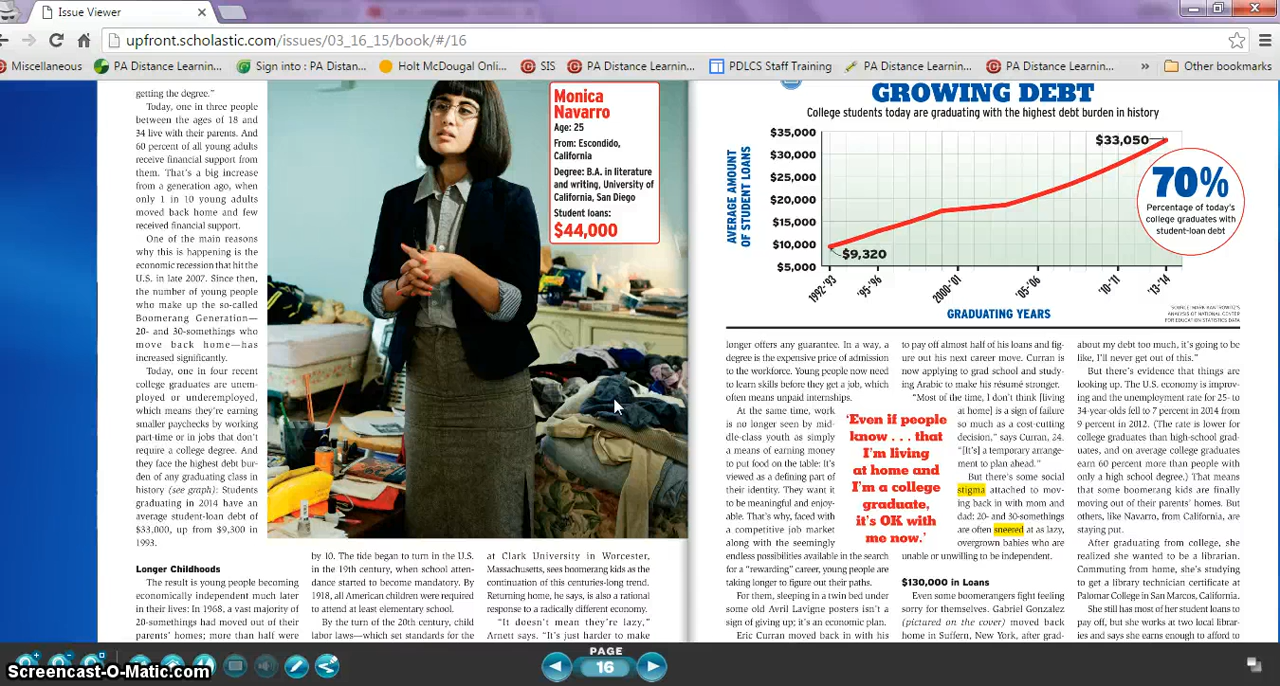 Issue Viewer
upfront.scholastic.com/issues/03_16_15/book/#/16
Miscellaneous
PA Distance Learnin...
Sign into : PA Distan...
Holt McDougal Onli...
SIS
PA Distance Learnin...
PDLCS Staff Training
PA Distance Learnin...
PA Distance Learnin...
»
Other bookmarks
getting the degree."
Today, one in three people
between the ages of 18 and
34 live with their parents. And
60 percent of all young adults
receive financial support from
them. That's a big increase
from a generation ago, when
only 1 in 10 young adults
moved back home and few
received financial support.
One of the main reasons
why this is happening is the
economic recession that hit the
U.S. in late 2007. Since then,
the number of young people
who make up the so-called
Boomerang Generation—
20- and 30-somethings who
move back home—has
increased significantly.
Today, one in four recent
college graduates are unem-
ployed or underemployed,
which means they're earning
smaller paychecks by working
part-time or in jobs that don't
require a college degree. And
they face the highest debt bur-
den of any graduating class in
history (see graph): Students
graduating in 2014 have an
average student-loan debt of
$33,000, up from $9,300 in
1993.
Longer Childhoods
The result is young people becoming
economically independent much later
in their lives: In 1968, a vast majority of
20-somethings had moved out of their
parents' homes; more than half were
Monica
Navarro
Age: 25
From: Escondido,
California
Degree: B.A. in literature
and writing, University of
California, San Diego
Student loans:
$44,000
by 10. The tide began to turn in the U.S.
in the 19th century, when school atten-
dance started to become mandatory. By
1918, all American children were required
to attend at least elementary school.
By the turn of the 20th century, child
labor laws—which set standards for the
at Clark University in Worcester,
Massachusetts, sees boomerang kids as the
continuation of this centuries-long trend.
Returning home, he says, is also a rational
response to a radically different economy.
"It doesn't mean they're lazy,"
Arnett says. "It's just harder to make
GROWING DEBT
College students today are graduating with the highest debt burden in history
AVERAGE AMOUNT
OF STUDENT LOANS
$35,000
$30,000
$25,000
$20,000
$15,000
$10,000
$5,000
$9,320
$33,050
70%
Percentage of today's
college graduates with
student-loan debt
1992-'93
'95-'96
2000-'01
'05-'06
'10-'11
'13-'14
GRADUATING YEARS
SOURCE: MARK KANTROWITZ'S
ANALYSIS OF NATIONAL CENTER
FOR EDUCATION STATISTICS DATA
longer offers any guarantee. In a way, a
degree is the expensive price of admission
to the workforce. Young people now need
to learn skills before they get a job, which
often means unpaid internships.
At the same time, work
is no longer seen by mid-
dle-class youth as simply
a means of earning money
to put food on the table: It's
viewed as a defining part of
their identity. They want it
to be meaningful and enjoy-
able. That's why, faced with
a competitive job market
along with the seemingly
endless possibilities available in the search
for a "rewarding" career, young people are
taking longer to figure out their paths.
For them, sleeping in a twin bed under
some old Avril Lavigne posters isn't a
sign of giving up; it's an economic plan.
Eric Curran moved back in with his
'Even if people
know . . . that
I'm living
at home and
I'm a college
graduate,
it's OK with
me now.'
to pay off almost half of his loans and fig-
ure out his next career move. Curran is
now applying to grad school and study-
ing Arabic to make his résumé stronger.
"Most of the time, I don't think [living
at home] is a sign of failure
so much as a cost-cutting
decision," says Curran, 24.
"[It's] a temporary arrange-
ment to plan ahead."
But there's some social
stigma attached to mov-
ing back in with mom and
dad: 20- and 30-somethings
are often sneered at as lazy,
overgrown babies who are
unable or unwilling to be independent.
$130,000 in Loans
Even some boomerangers fight feeling
sorry for themselves. Gabriel Gonzalez
(pictured on the cover) moved back
home in Suffern, New York, after grad-
about my debt too much, it's going to be
like, I'll never get out of this."
But there's evidence that things are
looking up. The U.S. economy is improv-
ing and the unemployment rate for 25- to
34-year-olds fell to 7 percent in 2014 from
9 percent in 2012. (The rate is lower for
college graduates than high-school grad-
uates, and on average college graduates
earn 60 percent more than people with
only a high school degree.) That means
that some boomerang kids are finally
moving out of their parents' homes. But
others, like Navarro, from California, are
staying put.
After graduating from college, she
realized she wanted to be a librarian.
Commuting from home, she's studying
to get a library technician certificate at
Palomar College in San Marcos, California.
She still has most of her student loans to
pay off, but she works at two local librar-
ies and says she earns enough to afford to
PAGE
16
Screencast-O-Matic.com